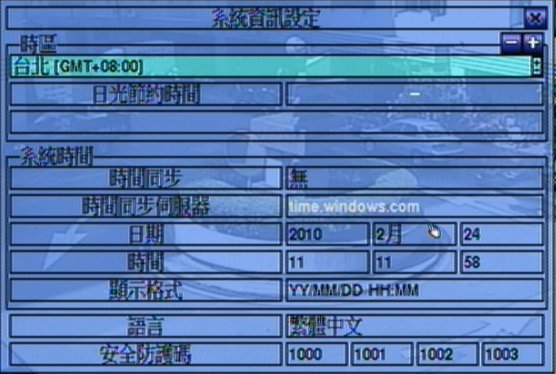 系統資訊設定
時區
台北 [GMT+08:00]
日光節約時間 --
系統時間
時間同步 無
時間同步伺服器 time.windows.com
日期 2010 2月 24
時間 11 11 58
顯示格式 YY/MM/DD HH:MM
語言 繁體中文
安全防護碼 1000 1001 1002 1003